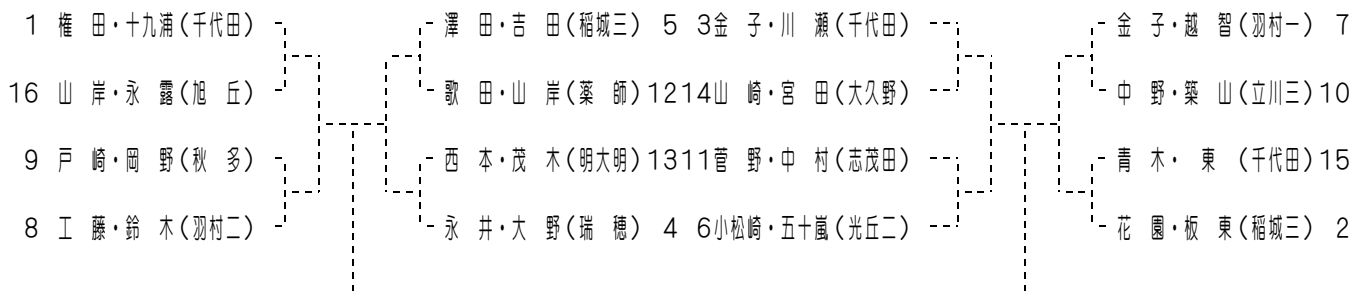 1 権 田・十九浦(千代田) 澤 田・吉 田(稲城三) 5 3金 子・川 瀬(千代田) 金 子・越 智(羽村一) 7
16 山 岸・永 露(旭 丘) 歌 田・山 岸(薬 師)12 14山 崎・宮 田(大久野) 中 野・築 山(立川三)10
9 戸 崎・岡 野(秋 多) 西 本・茂 木(明大明)13 11菅 野・中 村(志茂田) 青 木・ 東 (千代田)15
8 工 藤・鈴 木(羽村二) 永 井・大 野(瑞 穂) 4 6小松崎・五十嵐(光丘二) 花 園・板 東(稲城三) 2